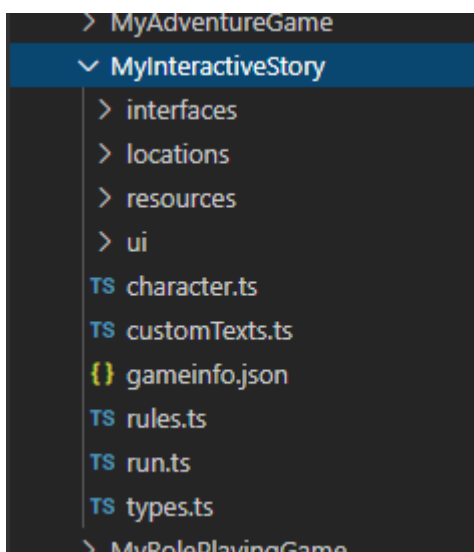 MyAdventureGame
MyInteractiveStory
interfaces
locations
resources
ui
TS character.ts
TS customTexts.ts
{} gameinfo.json
TS rules.ts
TS run.ts
TS types.ts
MyRolePlayingGame